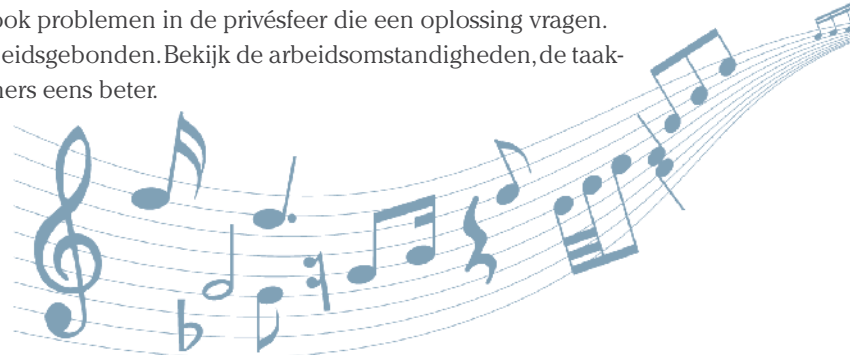 ook problemen in de privésfeer die een oplossing vragen.
eidsgebonden. Bekijk de arbeidsomstandigheden, de taak-
ners eens beter.